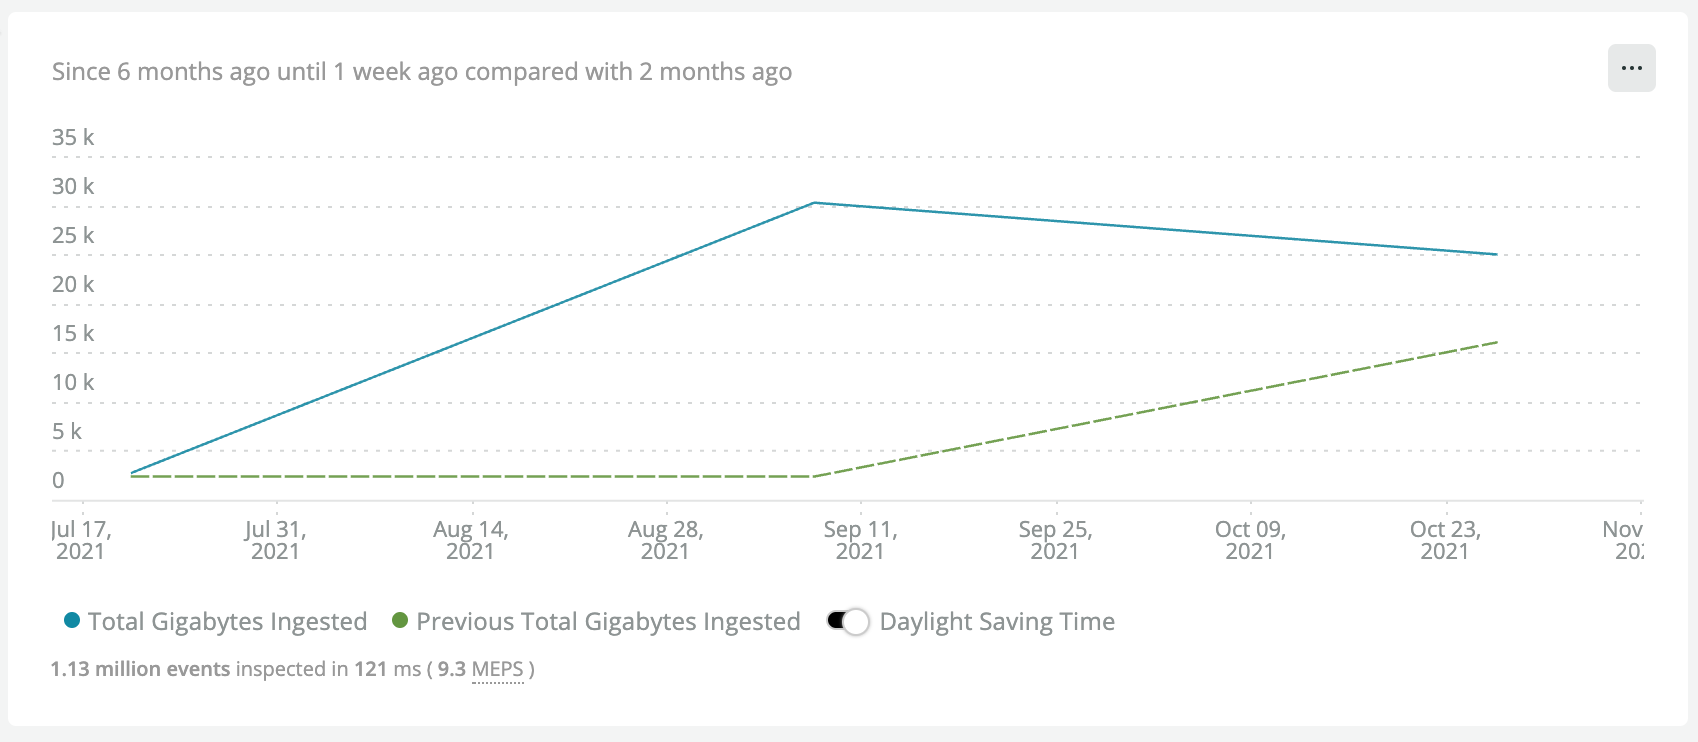 Since 6 months ago until 1 week ago compared with 2 months ago
...
35 k
30 k
25 k
20 k
15 k
10 k
5 k
0
Jul 17, 2021
Jul 31, 2021
Aug 14, 2021
Aug 28, 2021
Sep 11, 2021
Sep 25, 2021
Oct 09, 2021
Oct 23, 2021
Nov
Total Gigabytes Ingested Previous Total Gigabytes Ingested Daylight Saving Time
1.13 million events inspected in 121 ms ( 9.3 MEPS )